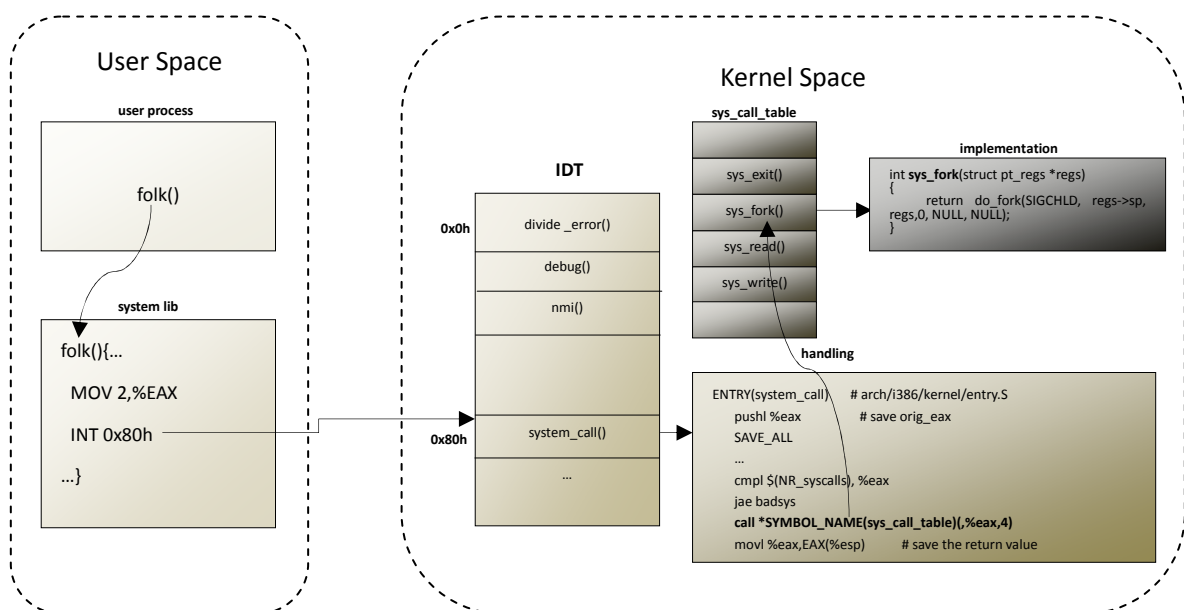 User Space
user process
folk()
system lib
folk(){...
MOV 2,%EAX
INT 0x80h
...}
Kernel Space
IDT
0x0h
divide _error()
debug()
nmi()
0x80h
system_call()
...
sys_call_table
sys_exit()
sys_fork()
sys_read()
sys_write()
implementation
int sys_fork(struct pt_regs *regs)
{
return do_fork(SIGCHLD, regs->sp,
regs,0, NULL, NULL);
}
handling
ENTRY(system_call) # arch/i386/kernel/entry.S
pushl %eax # save orig_eax
SAVE_ALL
...
cmpl $(NR_syscalls), %eax
jae badsys
call *SYMBOL_NAME(sys_call_table)(,%eax,4)
movl %eax,EAX(%esp) # save the return value